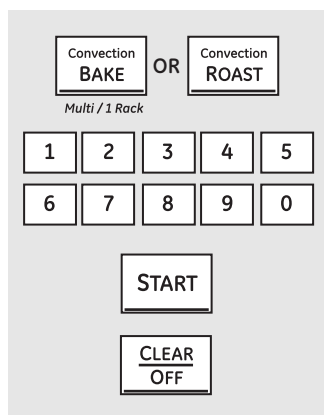 Convection BAKE OR Convection ROAST
Multi / 1 Rack
1 2 3 4 5
6 7 8 9 0
START
CLEAR
OFF